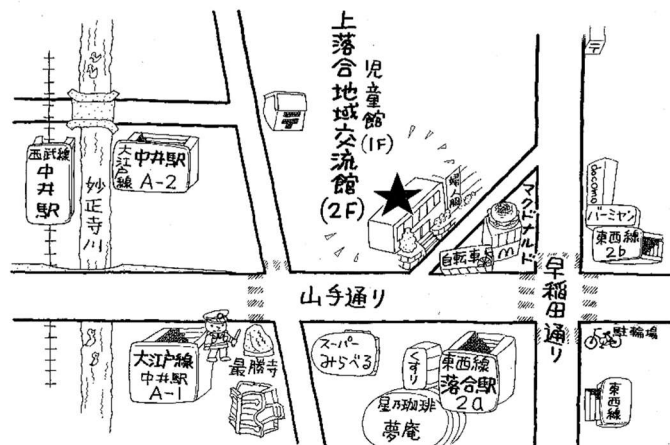 上落合地域交流館(2F)
児童館(1F)
西武線
中井駅
妙正寺川
大江戸線
中井駅
A-2
婦人服
自転車
マクドナルド
M
〒
docomo
バーミヤン
東西線
2b
山手通り
早稲田通り
大江戸線
中井駅
A-1
最勝寺
スーパー
みらべる
くすり
東西線
落合駅
2a
星乃珈琲
夢庵
駐輪場
東西線